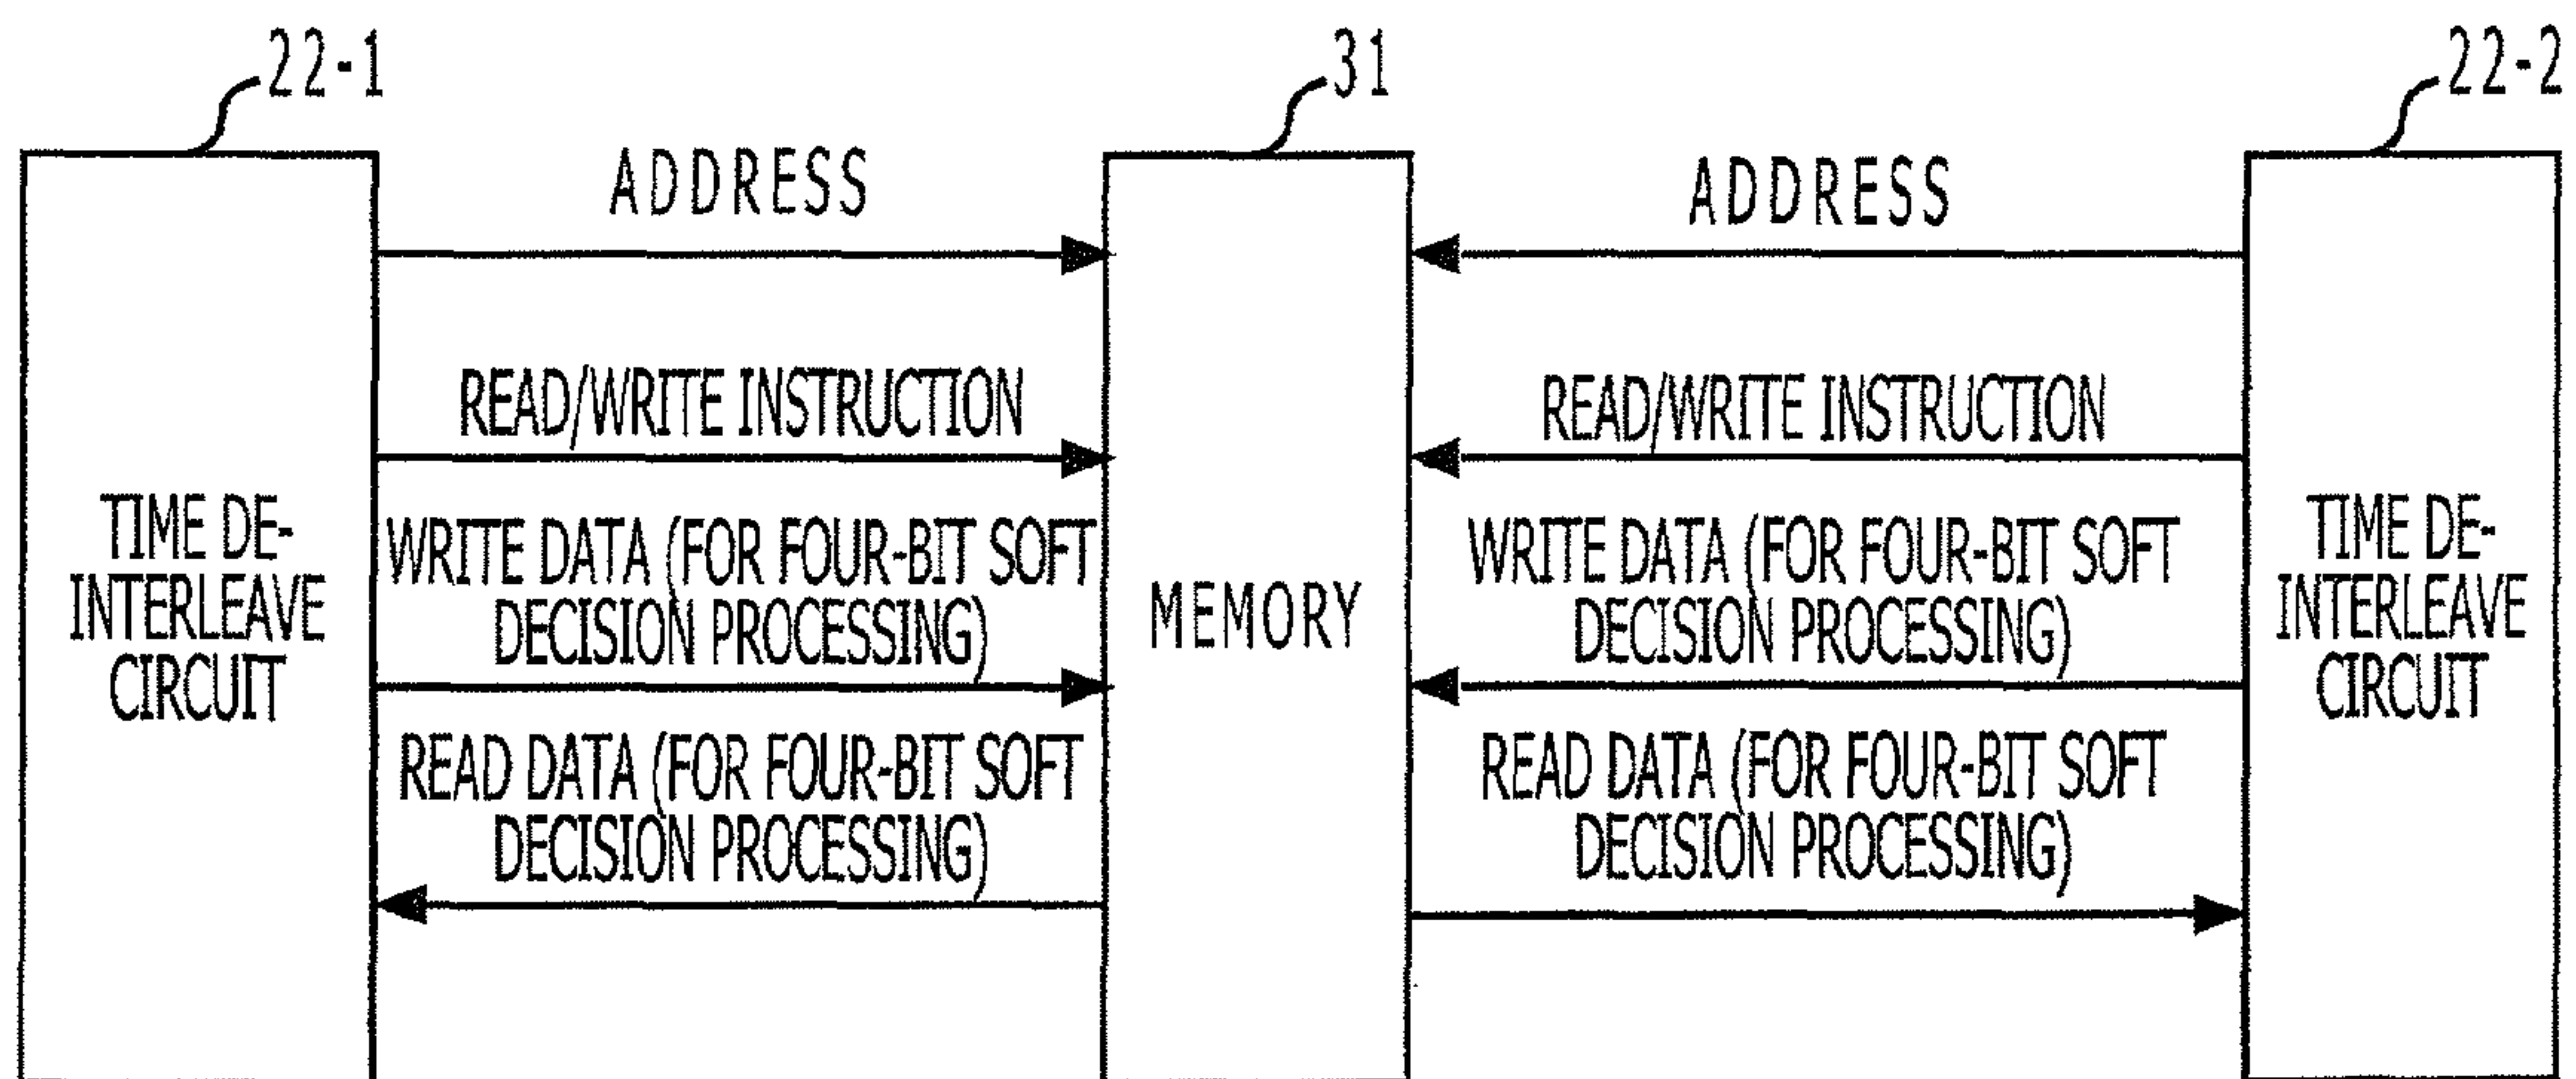 22-1
31
22-2
ADDRESS
ADDRESS
READ/WRITE INSTRUCTION
READ/WRITE INSTRUCTION
TIME DE-
INTERLEAVE
CIRCUIT
WRITE DATA (FOR FOUR-BIT SOFT
DECISION PROCESSING)
MEMORY
WRITE DATA (FOR FOUR-BIT SOFT
DECISION PROCESSING)
TIME DE-
INTERLEAVE
CIRCUIT
READ DATA (FOR FOUR-BIT SOFT
DECISION PROCESSING)
READ DATA (FOR FOUR-BIT SOFT
DECISION PROCESSING)